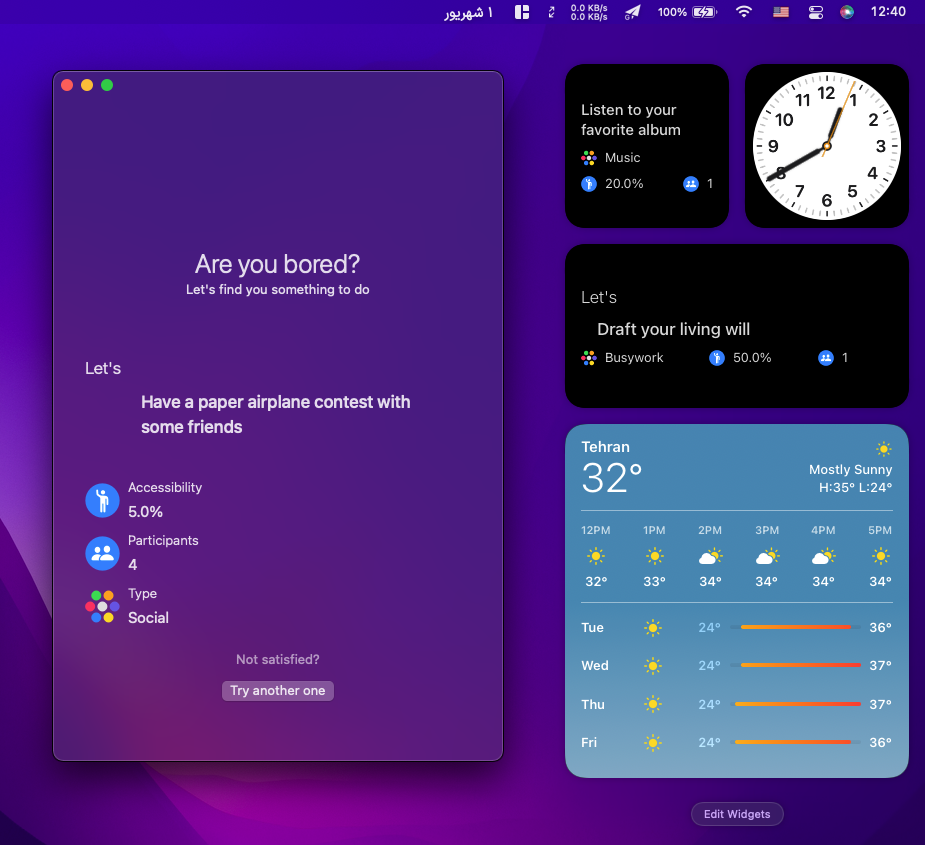 ۱ شهریور
0.0 KB/s
0.0 KB/s
100%
12:40
Are you bored?
Let's find you something to do
Let's
Have a paper airplane contest with
some friends
Accessibility
5.0%
Participants
4
Type
Social
Not satisfied?
Try another one
Listen to your
favorite album
Music
20.0% 1
12
1
2
3
4
5
6
7
8
9
10
11
Let's
Draft your living will
Busywork 50.0% 1
Tehran
32°
Mostly Sunny
H:35° L:24°
12PM 1PM 2PM 3PM 4PM 5PM
32° 33° 34° 34° 34° 34°
Tue 24° 36°
Wed 24° 37°
Thu 24° 37°
Fri 24° 36°
Edit Widgets